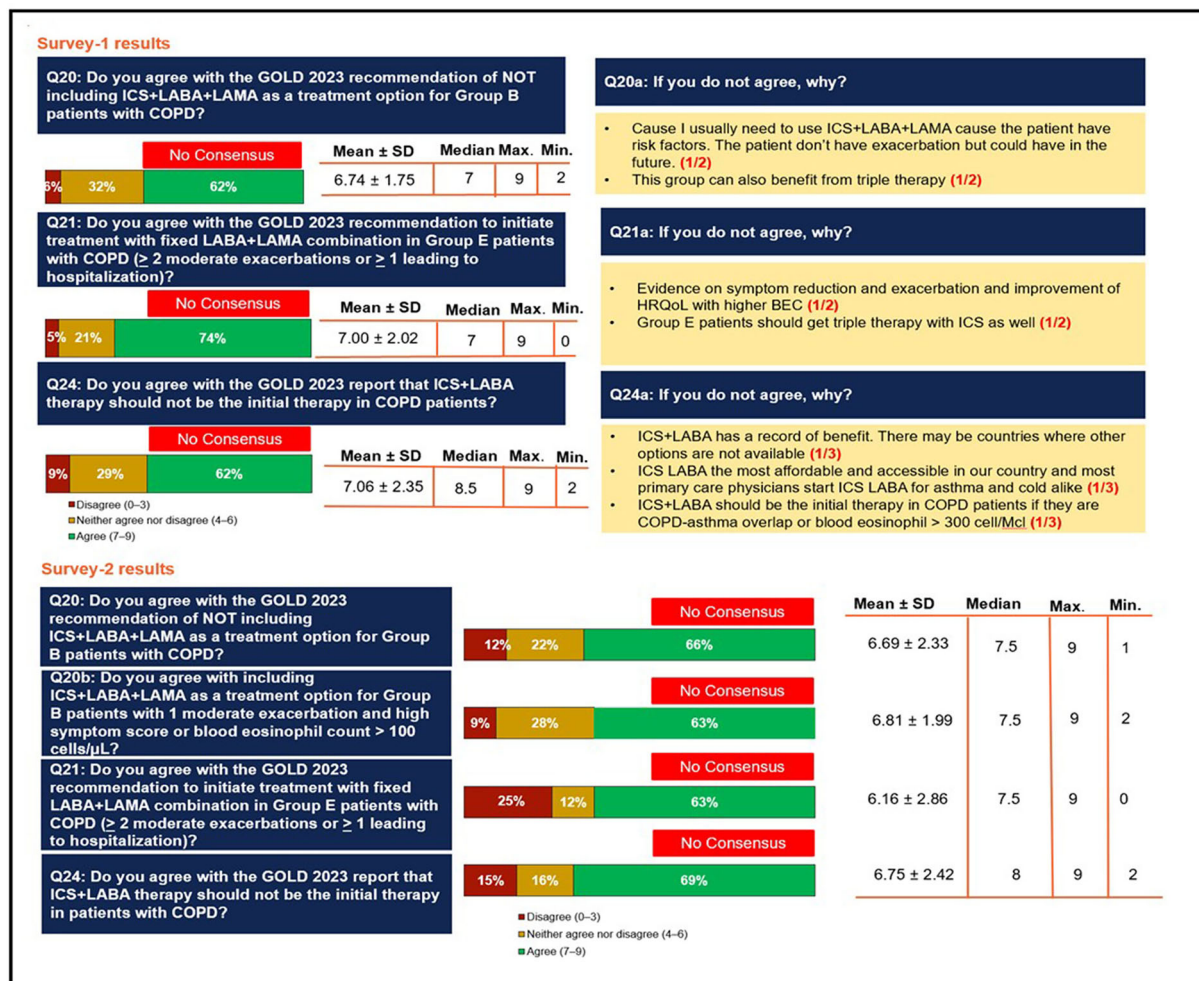 Survey-1 results
Q20: Do you agree with the GOLD 2023 recommendation of NOT
including ICS+LABA+LAMA as a treatment option for Group B
patients with COPD?
No Consensus
6% 32% 62%
Mean ± SD Median Max. Min.
6.74 ± 1.75 7 9 2
Q20a: If you do not agree, why?
• Cause I usually need to use ICS+LABA+LAMA cause the patient have
risk factors. The patient don't have exacerbation but could have in the
future. (1/2)
• This group can also benefit from triple therapy (1/2)
Q21: Do you agree with the GOLD 2023 recommendation to initiate
treatment with fixed LABA+LAMA combination in Group E patients
with COPD (≥ 2 moderate exacerbations or ≥ 1 leading to
hospitalization)?
No Consensus
5% 21% 74%
Mean ± SD Median Max. Min.
7.00 ± 2.02 7 9 0
Q21a: If you do not agree, why?
• Evidence on symptom reduction and exacerbation and improvement of
HRQoL with higher BEC (1/2)
• Group E patients should get triple therapy with ICS as well (1/2)
Q24: Do you agree with the GOLD 2023 report that ICS+LABA
therapy should not be the initial therapy in COPD patients?
No Consensus
9% 29% 62%
Mean ± SD Median Max. Min.
7.06 ± 2.35 8.5 9 2
Disagree (0–3)
Neither agree nor disagree (4–6)
Agree (7–9)
Q24a: If you do not agree, why?
• ICS+LABA has a record of benefit. There may be countries where other
options are not available (1/3)
• ICS LABA the most affordable and accessible in our country and most
primary care physicians start ICS LABA for asthma and cold alike (1/3)
• ICS+LABA should be the initial therapy in COPD patients if they are
COPD-asthma overlap or blood eosinophil > 300 cell/Mcl (1/3)
Survey-2 results
Mean ± SD Median Max. Min.
Q20: Do you agree with the GOLD 2023
recommendation of NOT including
ICS+LABA+LAMA as a treatment option for Group
B patients with COPD?
No Consensus
12% 22% 66%
6.69 ± 2.33 7.5 9 1
Q20b: Do you agree with including
ICS+LABA+LAMA as a treatment option for Group
B patients with 1 moderate exacerbation and high
symptom score or blood eosinophil count > 100
cells/µL?
No Consensus
9% 28% 63%
6.81 ± 1.99 7.5 9 2
Q21: Do you agree with the GOLD 2023
recommendation to initiate treatment with fixed
LABA+LAMA combination in Group E patients with
COPD (≥ 2 moderate exacerbations or ≥ 1 leading
to hospitalization)?
No Consensus
25% 12% 63%
6.16 ± 2.86 7.5 9 0
Q24: Do you agree with the GOLD 2023 report that
ICS+LABA therapy should not be the initial therapy
in patients with COPD?
No Consensus
15% 16% 69%
6.75 ± 2.42 8 9 2
Disagree (0–3)
Neither agree nor disagree (4–6)
Agree (7–9)